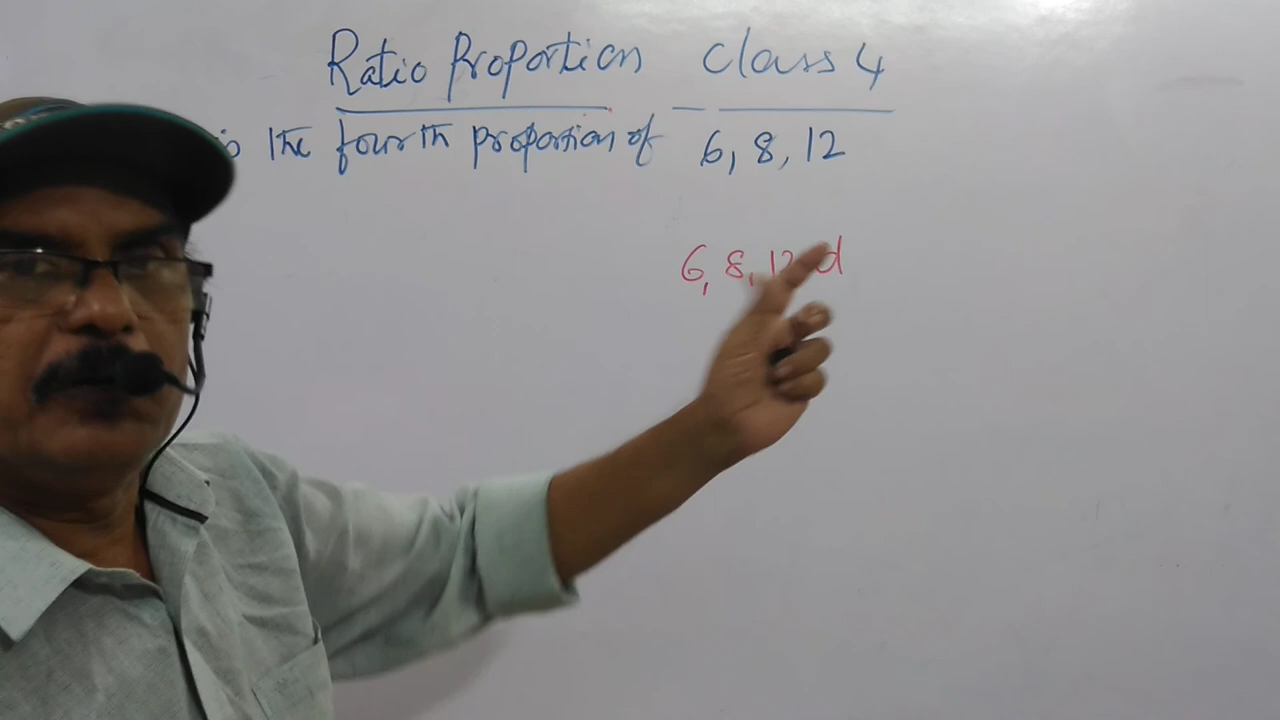 Ratio Proportion - Class 4
the fourth proportion of 6, 8, 12
6, 8, 12 d